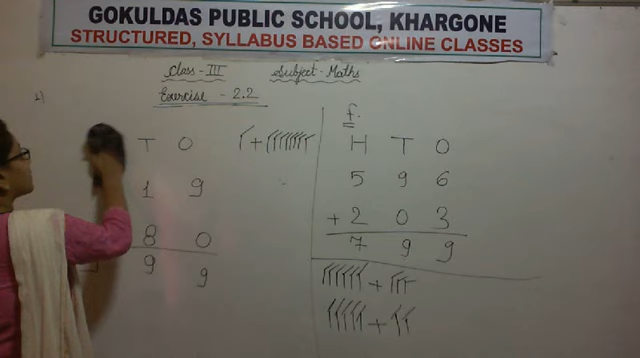 GOKULDAS PUBLIC SCHOOL, KHARGONE
STRUCTURED, SYLLABUS BASED ONLINE CLASSES
Class - III Subject - Maths
Exercise - 2.2
T O
1 9
8 0
9 9
+
f.
H T O
5 9 6
+ 2 0 3
7 9 9
+
+